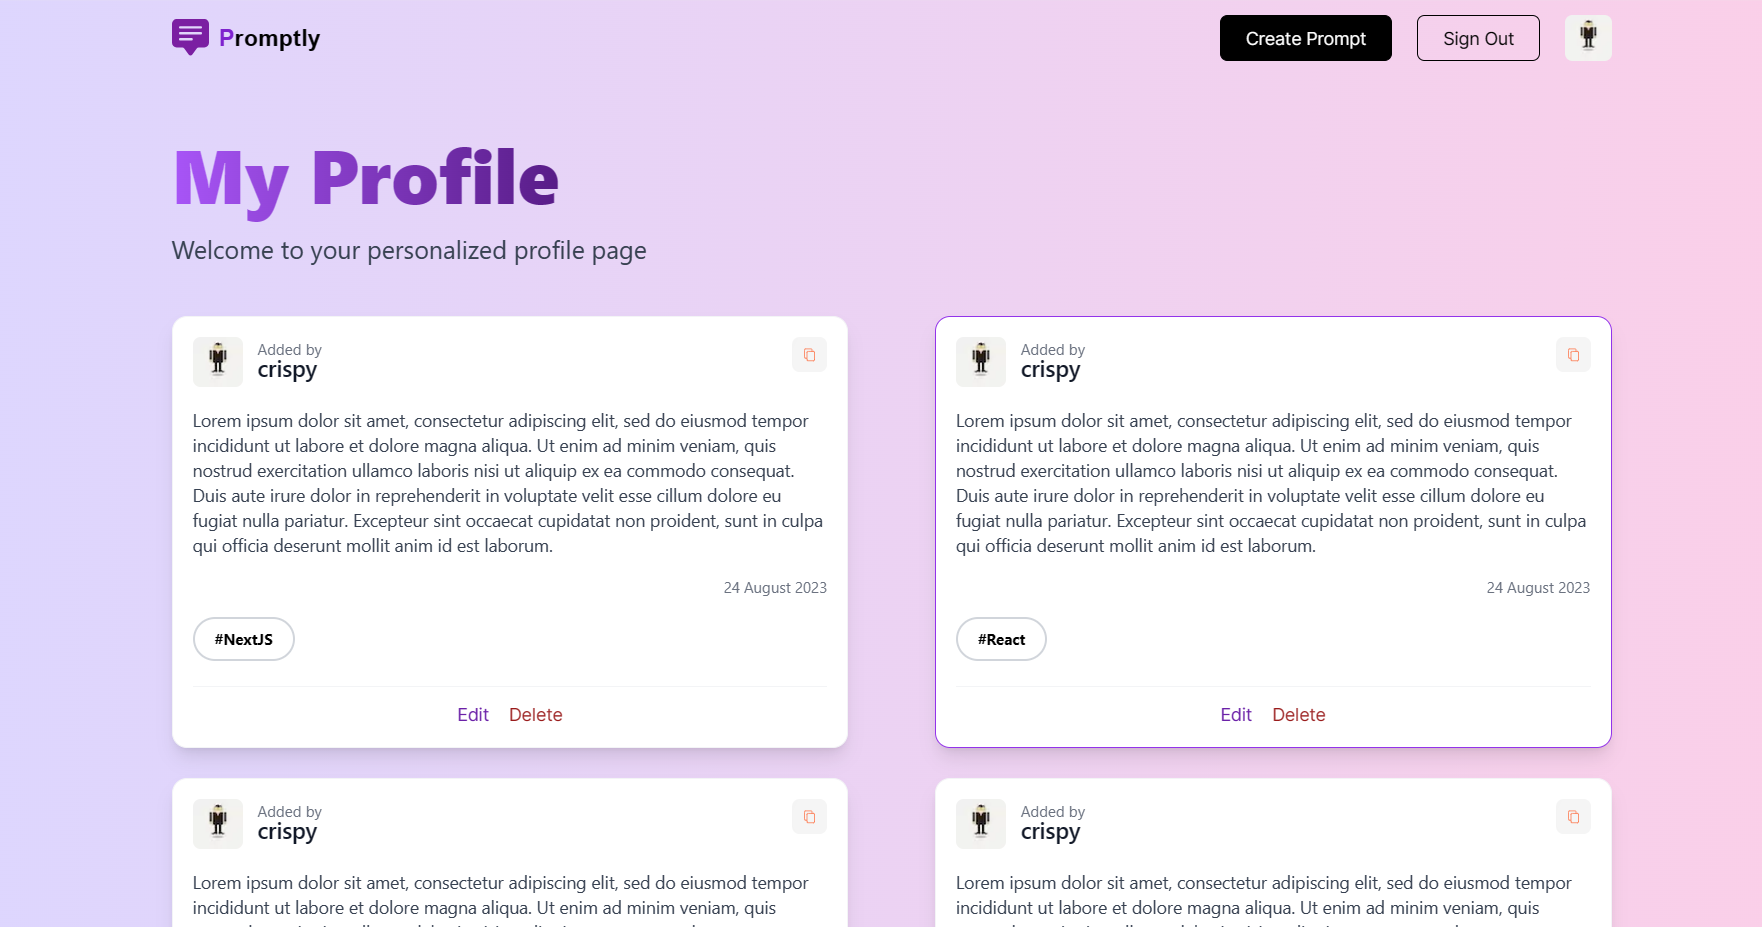 Promptly
Create Prompt
Sign Out
My Profile
Welcome to your personalized profile page
Added by
crispy
Lorem ipsum dolor sit amet, consectetur adipiscing elit, sed do eiusmod tempor
incididunt ut labore et dolore magna aliqua. Ut enim ad minim veniam, quis
nostrud exercitation ullamco laboris nisi ut aliquip ex ea commodo consequat.
Duis aute irure dolor in reprehenderit in voluptate velit esse cillum dolore eu
fugiat nulla pariatur. Excepteur sint occaecat cupidatat non proident, sunt in culpa
qui officia deserunt mollit anim id est laborum.
24 August 2023
#NextJS
Edit
Delete
Added by
crispy
Lorem ipsum dolor sit amet, consectetur adipiscing elit, sed do eiusmod tempor
incididunt ut labore et dolore magna aliqua. Ut enim ad minim veniam, quis
nostrud exercitation ullamco laboris nisi ut aliquip ex ea commodo consequat.
Duis aute irure dolor in reprehenderit in voluptate velit esse cillum dolore eu
fugiat nulla pariatur. Excepteur sint occaecat cupidatat non proident, sunt in culpa
qui officia deserunt mollit anim id est laborum.
24 August 2023
#React
Edit
Delete
Added by
crispy
Lorem ipsum dolor sit amet, consectetur adipiscing elit, sed do eiusmod tempor
incididunt ut labore et dolore magna aliqua. Ut enim ad minim veniam, quis
Added by
crispy
Lorem ipsum dolor sit amet, consectetur adipiscing elit, sed do eiusmod tempor
incididunt ut labore et dolore magna aliqua. Ut enim ad minim veniam, quis